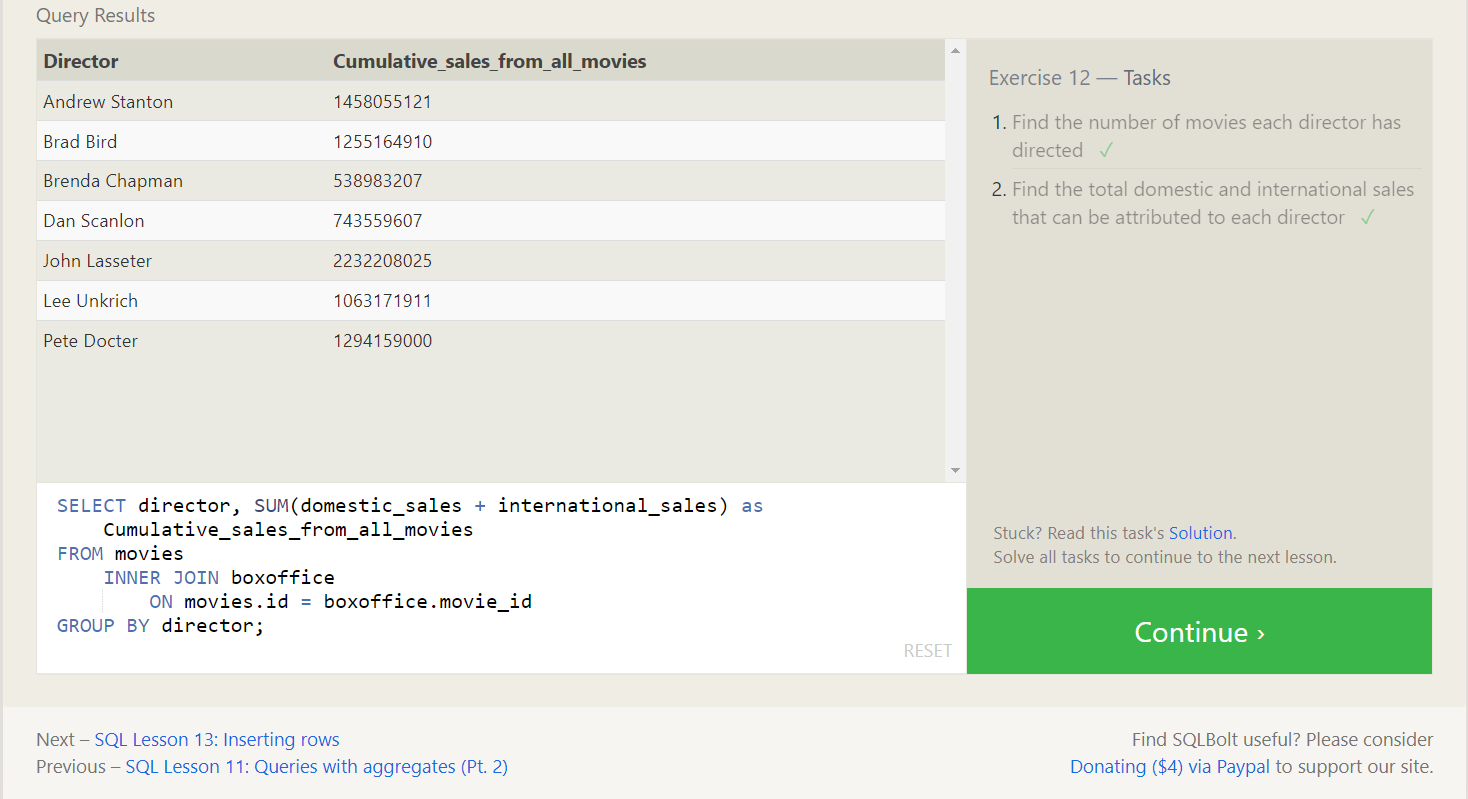 Query Results
Director Cumulative_sales_from_all_movies
Andrew Stanton 1458055121
Brad Bird 1255164910
Brenda Chapman 538983207
Dan Scanlon 743559607
John Lasseter 2232208025
Lee Unkrich 1063171911
Pete Docter 1294159000
SELECT director, SUM(domestic_sales + international_sales) as
Cumulative_sales_from_all_movies
FROM movies
INNER JOIN boxoffice
ON movies.id = boxoffice.movie_id
GROUP BY director;
RESET
Exercise 12 — Tasks
1. Find the number of movies each director has
directed ✓
2. Find the total domestic and international sales
that can be attributed to each director ✓
Stuck? Read this task's Solution.
Solve all tasks to continue to the next lesson.
Continue ›
Next – SQL Lesson 13: Inserting rows
Previous – SQL Lesson 11: Queries with aggregates (Pt. 2)
Find SQLBolt useful? Please consider
Donating ($4) via Paypal to support our site.